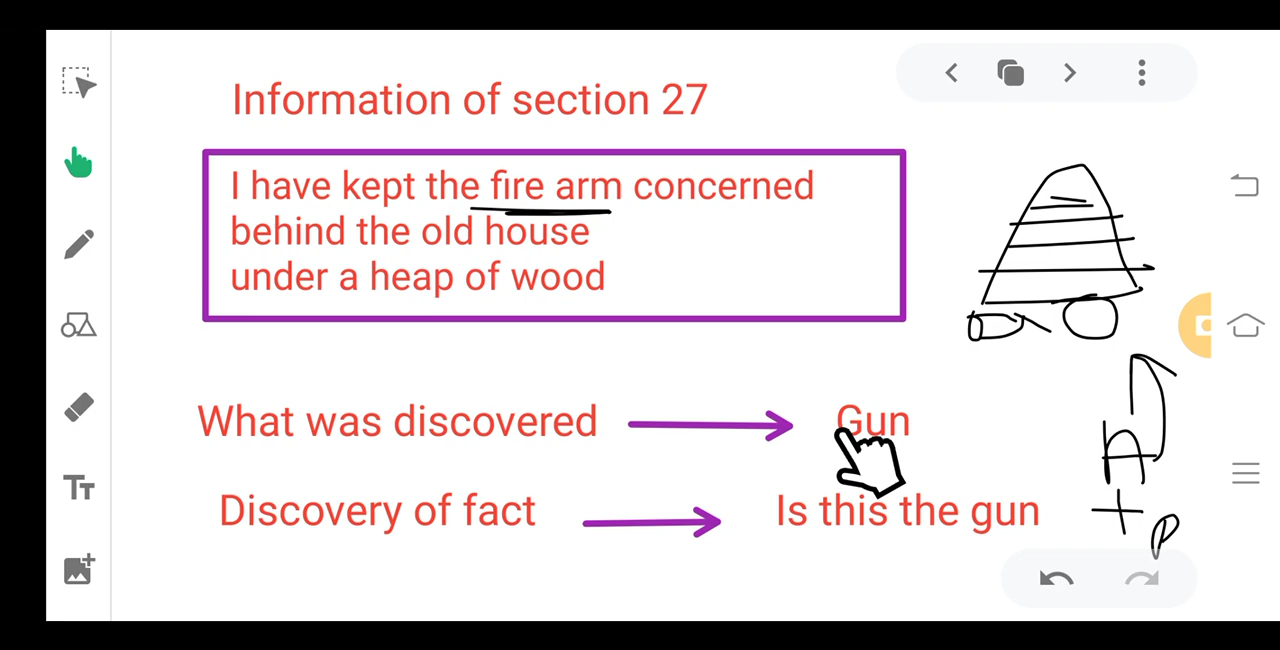 Information of section 27
I have kept the fire arm concerned
behind the old house
under a heap of wood
What was discovered
Gun
Discovery of fact
Is this the gun
A
+ P
TT